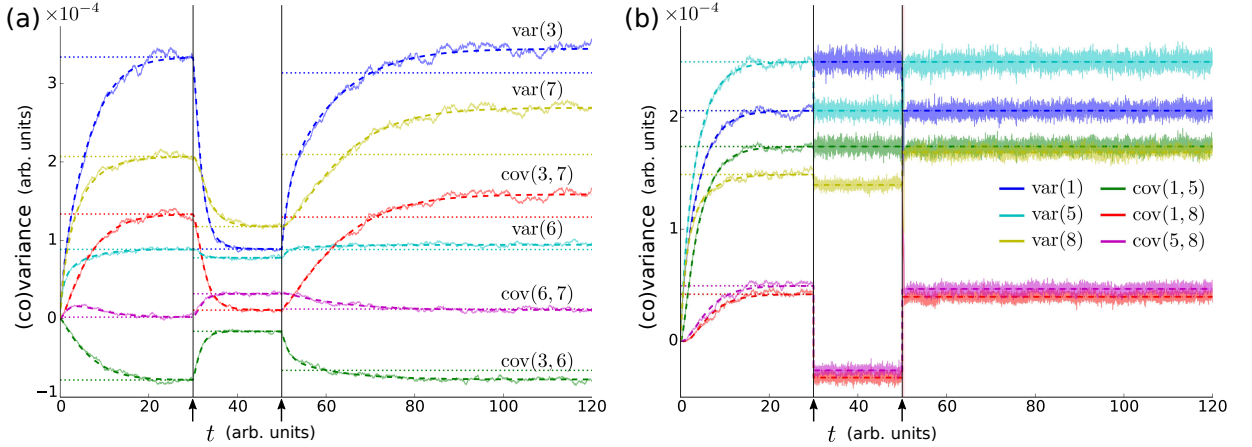 (a)
×10⁻⁴
3
2
1
0
−1
(co)variance (arb. units)
var(3)
var(7)
cov(3, 7)
var(6)
cov(6, 7)
cov(3, 6)
0 20 40 60 80 100 120
t (arb. units)
(b)
×10⁻⁴
2
1
0
(co)variance (arb. units)
var(1) cov(1, 5)
var(5) cov(1, 8)
var(8) cov(5, 8)
0 20 40 60 80 100 120
t (arb. units)